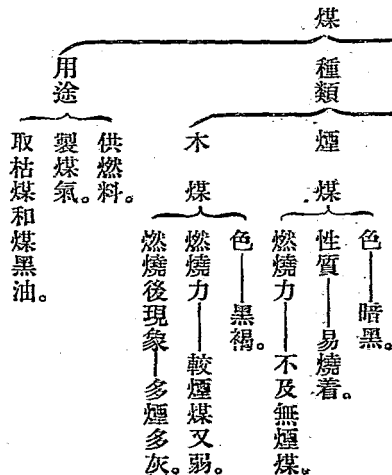 煤
種類
煙煤
色——暗黑。
性質——易燒着。
燃燒力——不及無煙煤。
木煤
色——黑褐。
燃燒力——較煙煤又弱。
燃燒後現象——多煙多灰。
用途
供燃料。
製煤氣。
取枯煤和煤黑油。